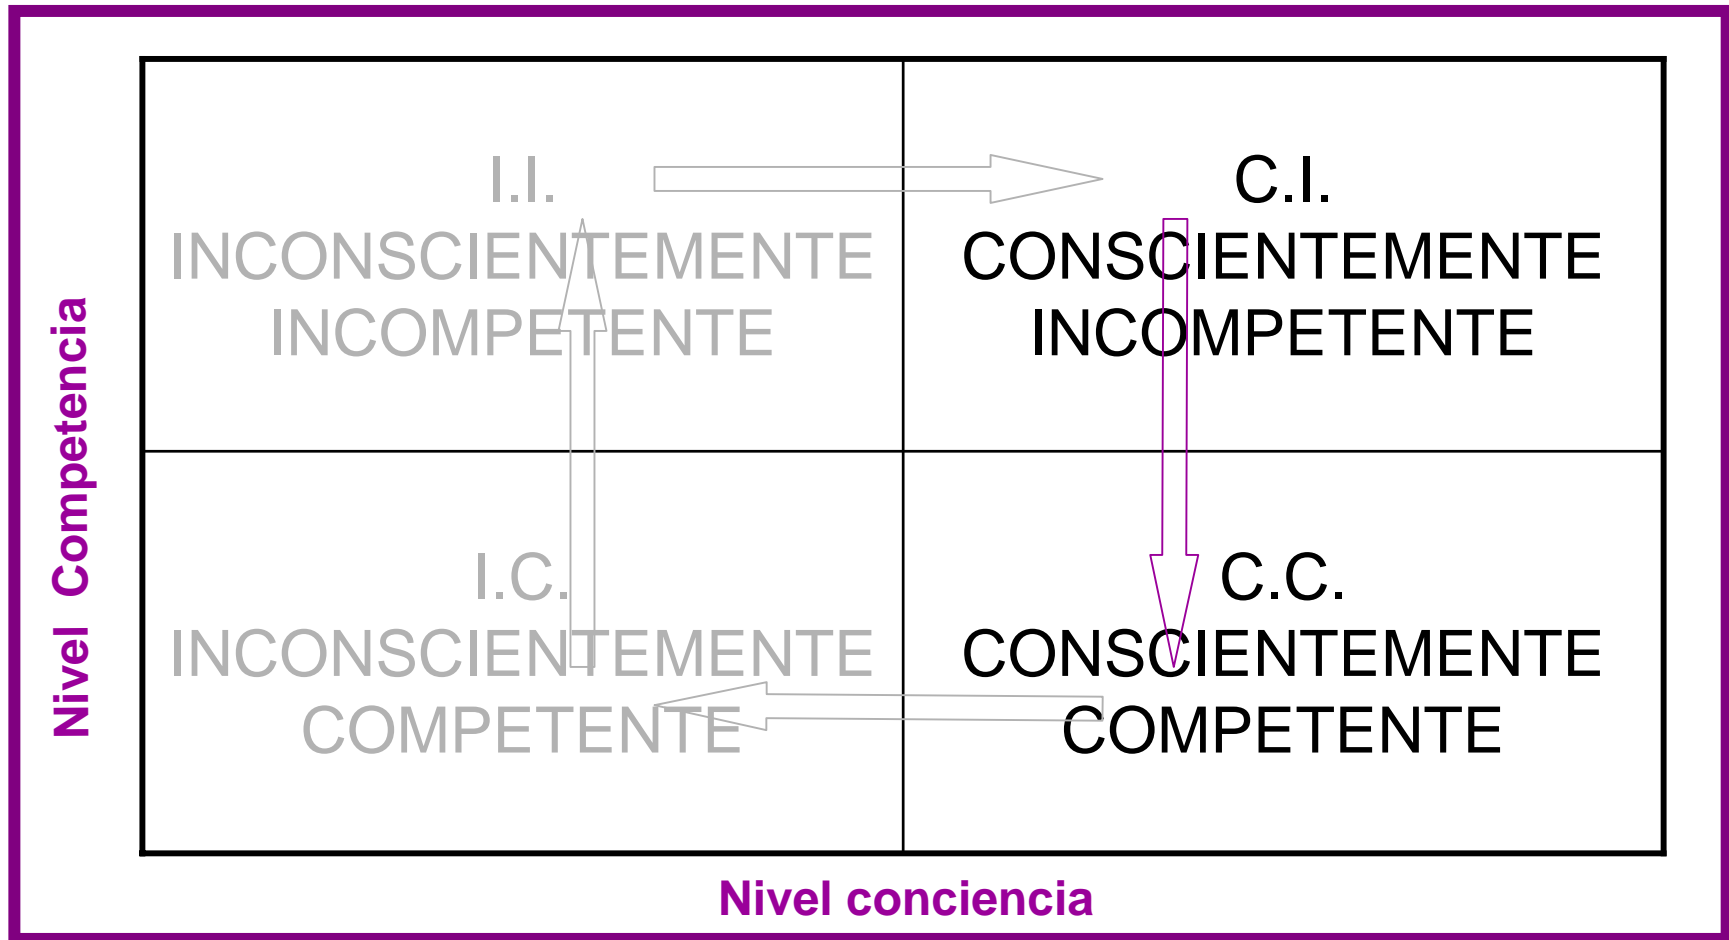 I.I.
INCONSCIENTEMENTE
INCOMPETENTE
C.I.
CONSCIENTEMENTE
INCOMPETENTE
I.C.
INCONSCIENTEMENTE
COMPETENTE
C.C.
CONSCIENTEMENTE
COMPETENTE
Nivel Competencia
Nivel conciencia